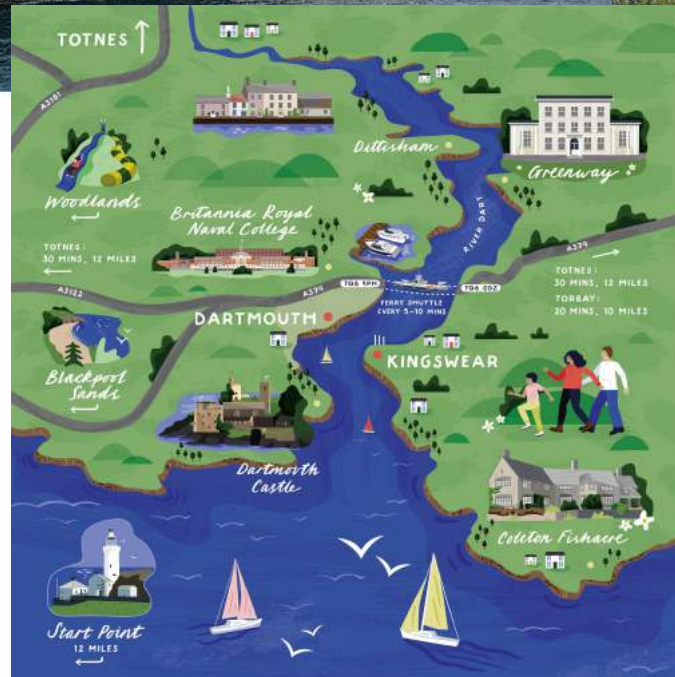 TOTNES
A3181
Dittisham
Greenway
Woodlands
Britannia Royal
Naval College
RIVER DART
TOTNES:
30 MINS, 12 MILES
A379
TOTNES:
30 MINS, 12 MILES
TORBAY:
20 MINS, 10 MILES
A3122
A379
TQ6 9PH
TQ6 0DZ
FERRY SHUTTLE
EVERY 5-10 MINS
DARTMOUTH
KINGSWEAR
Blackpool
Sands
Dartmouth
Castle
Coleton Fishacre
Start Point
12 MILES